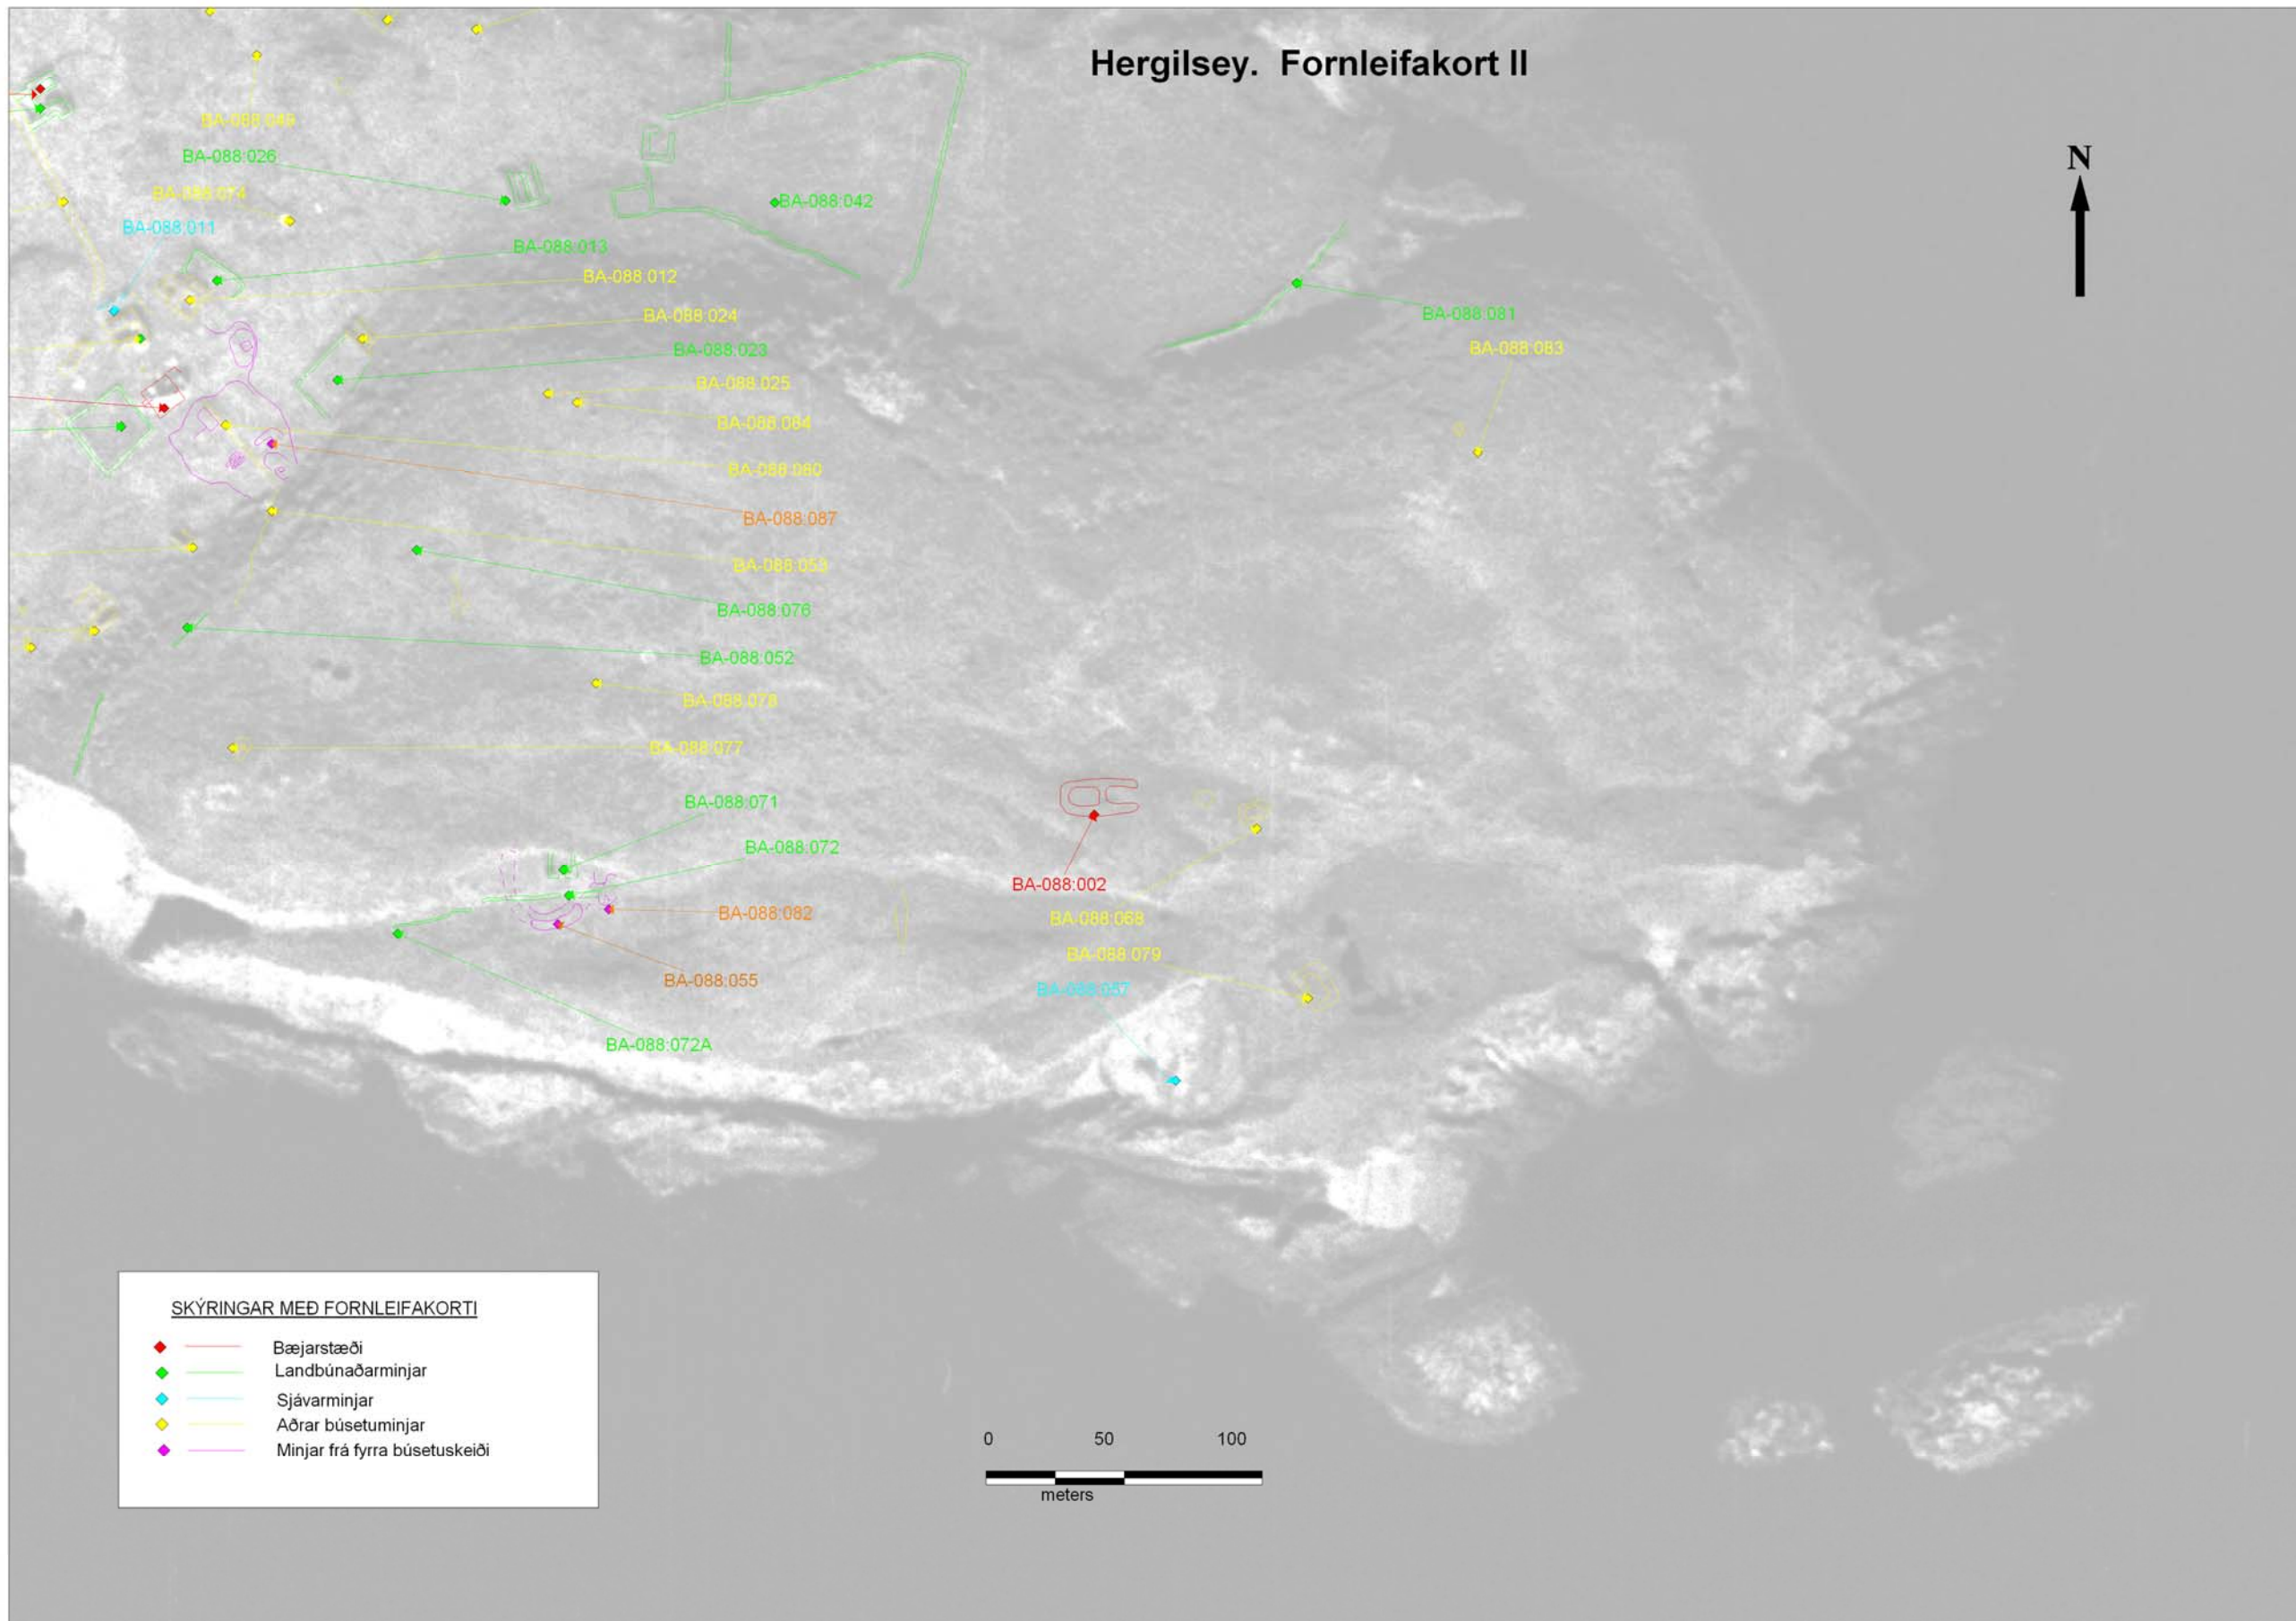 Hergilsey. Fornleifakort II
BA-088:049
BA-088:026
BA-088:074
BA-088:011
BA-088:042
BA-088:013
BA-088:012
BA-088:024
BA-088:023
BA-088:025
BA-088:084
BA-088:080
BA-088:087
BA-088:053
BA-088:076
BA-088:052
BA-088:078
BA-088:077
BA-088:071
BA-088:072
BA-088:082
BA-088:055
BA-088:072A
N
BA-088:081
BA-088:083
BA-088:002
BA-088:068
BA-088:079
BA-088:057
SKÝRINGAR MEÐ FORNLEIFAKORTI
Bæjarstæði
Landbúnaðarminjar
Sjávarminjar
Aðrar búsetuminjar
Minjar frá fyrra búsetuskeiði
0 50 100
meters